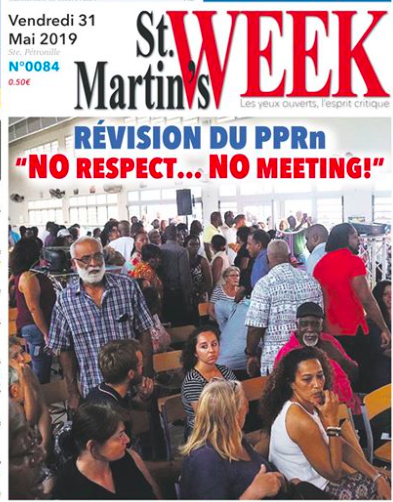 Vendredi 31
Mai 2019
Ste. Pétronille
N°0084
0.50€
St.
Martin's
WEEK
Les yeux ouverts, l'esprit critique
RÉVISION DU PPRn
“NO RESPECT... NO MEETING!”